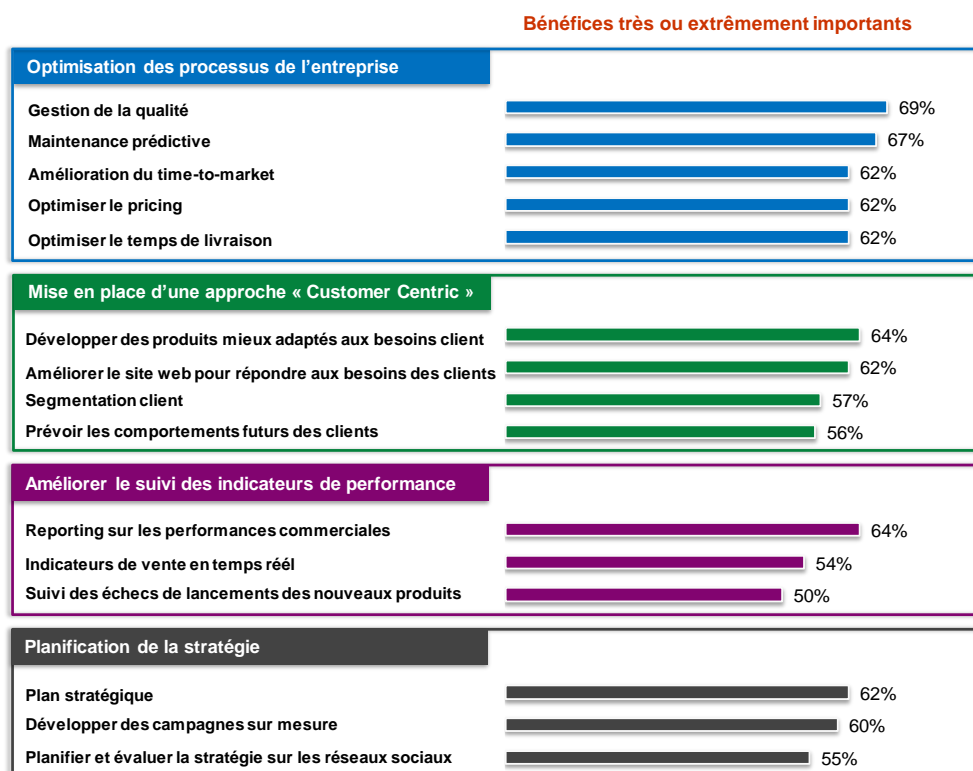 Bénéfices très ou extrêmement importants
Optimisation des processus de l'entreprise
Gestion de la qualité 69%
Maintenance prédictive 67%
Amélioration du time-to-market 62%
Optimiser le pricing 62%
Optimiser le temps de livraison 62%
Mise en place d'une approche « Customer Centric »
Développer des produits mieux adaptés aux besoins client 64%
Améliorer le site web pour répondre aux besoins des clients 62%
Segmentation client 57%
Prévoir les comportements futurs des clients 56%
Améliorer le suivi des indicateurs de performance
Reporting sur les performances commerciales 64%
Indicateurs de vente en temps réél 54%
Suivi des échecs de lancements des nouveaux produits 50%
Planification de la stratégie
Plan stratégique 62%
Développer des campagnes sur mesure 60%
Planifier et évaluer la stratégie sur les réseaux sociaux 55%